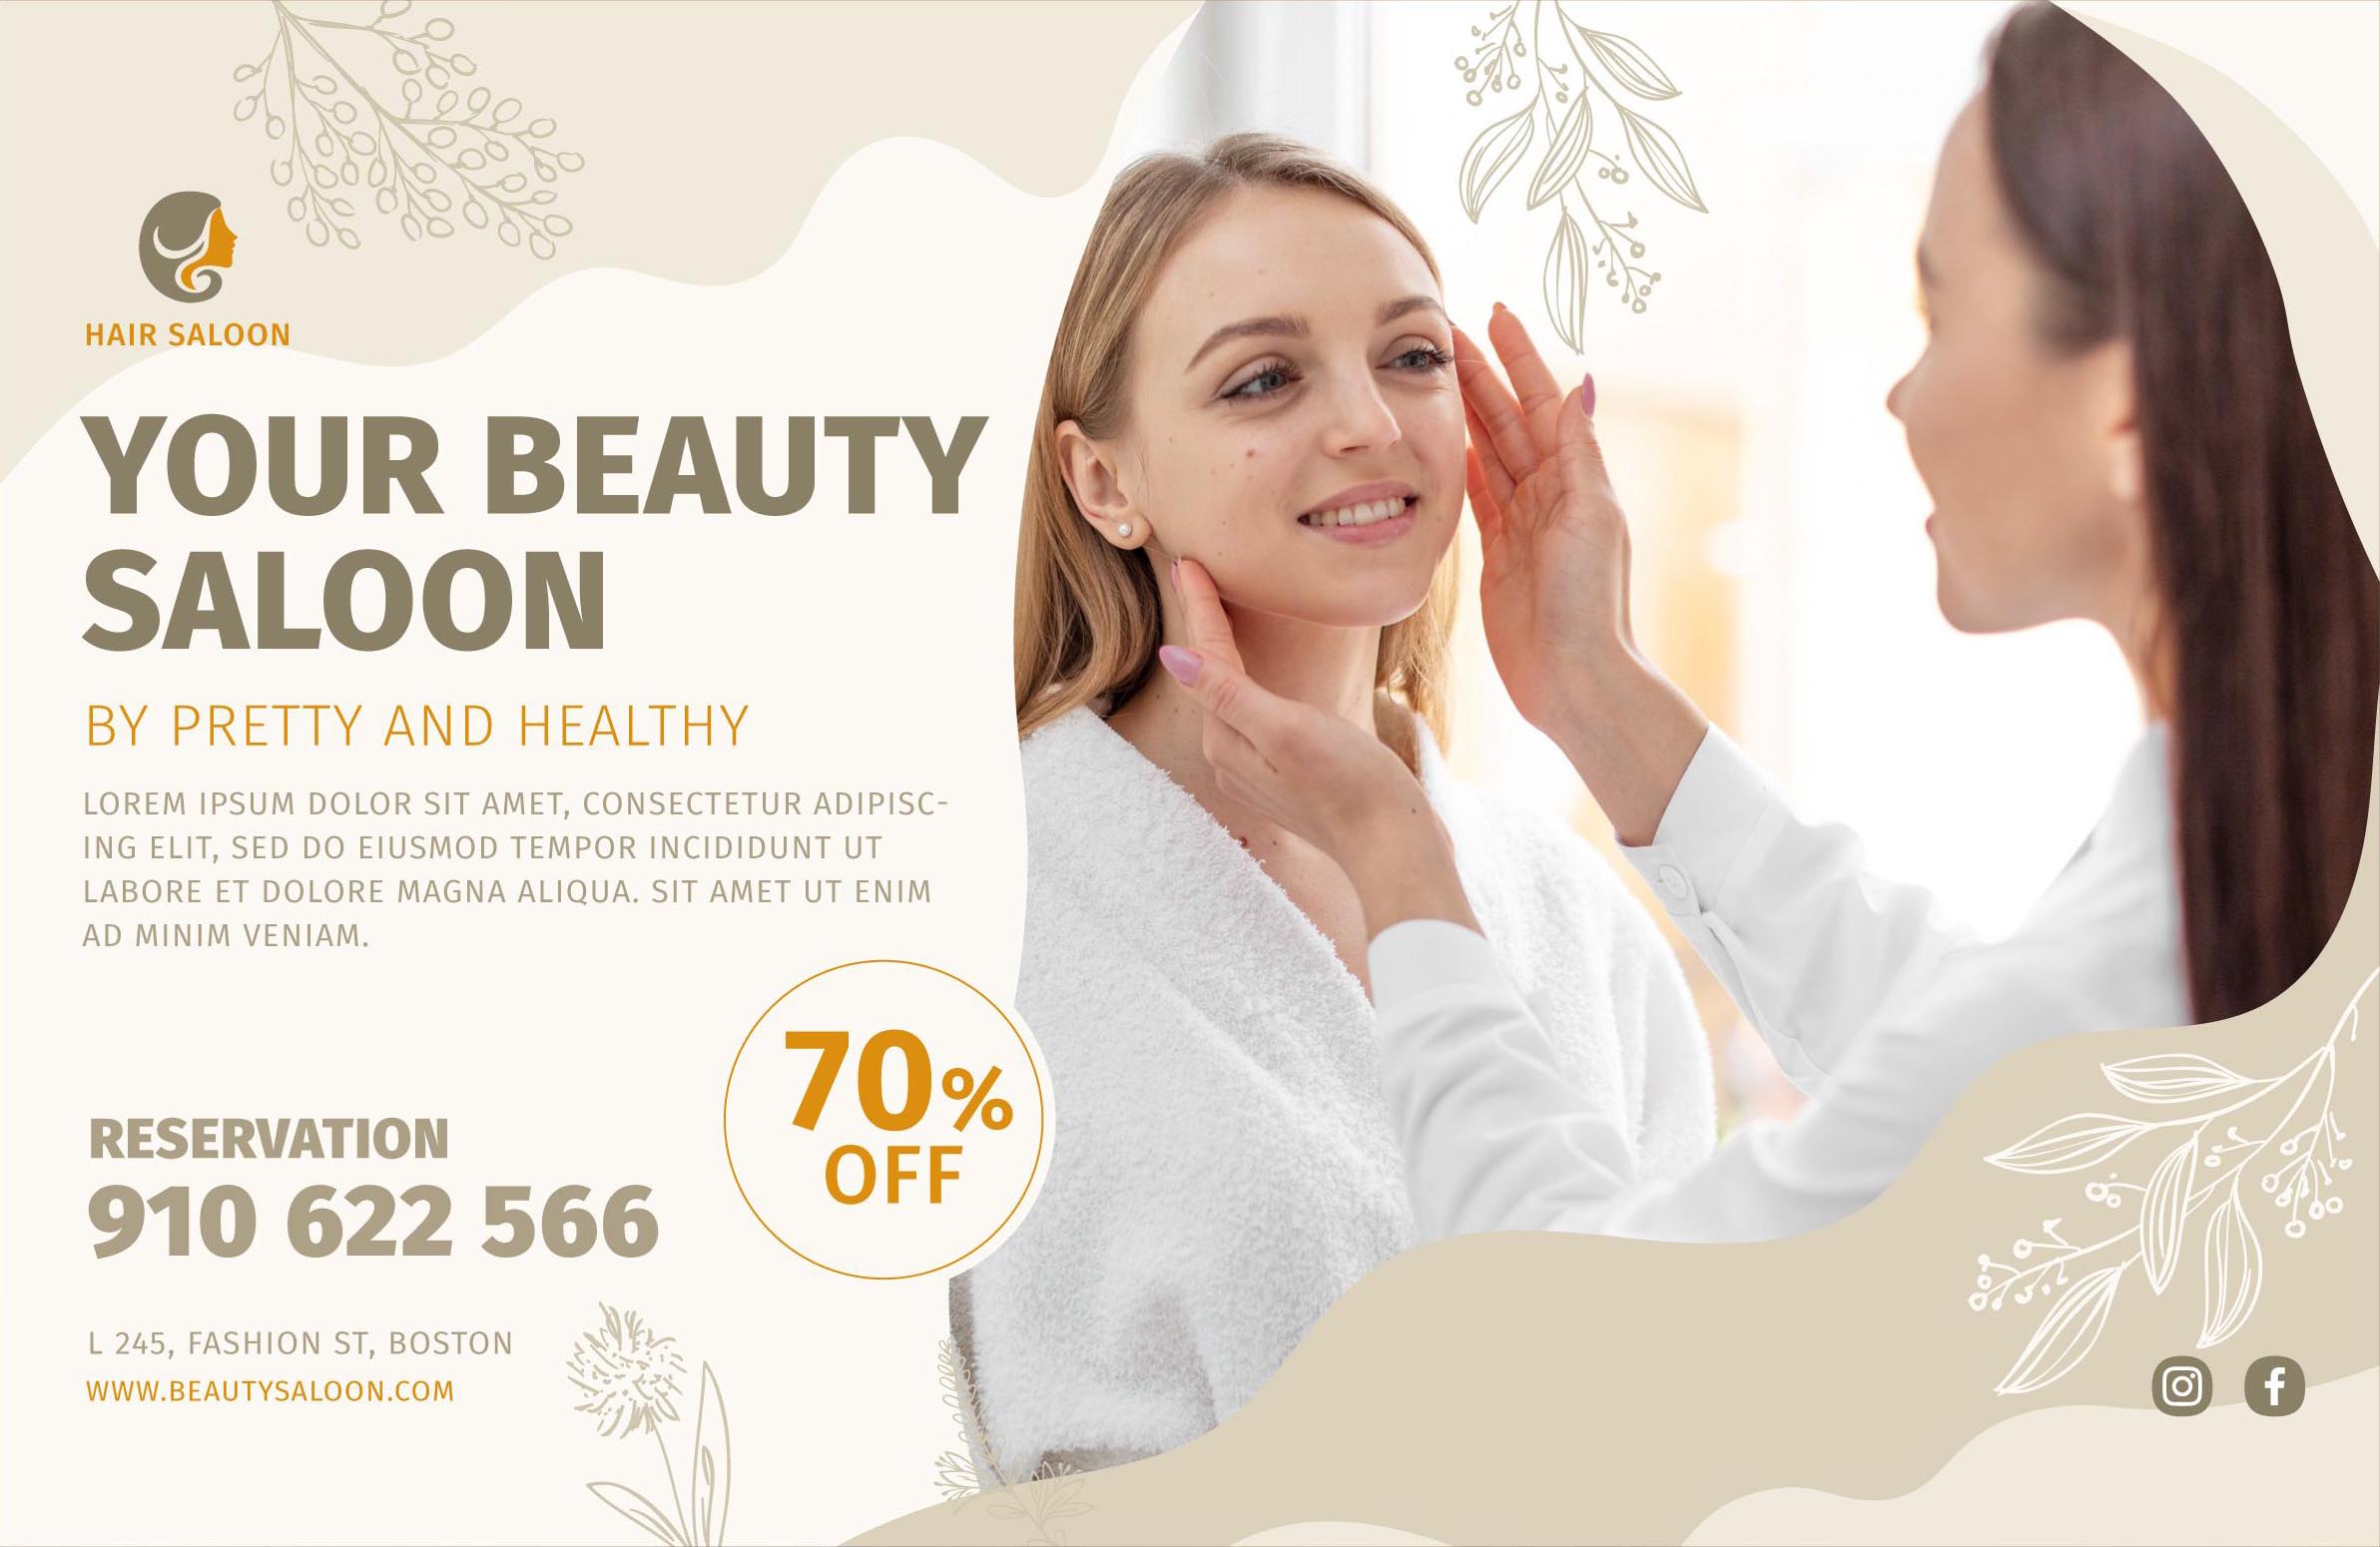 HAIR SALOON
YOUR BEAUTY
SALOON
BY PRETTY AND HEALTHY
LOREM IPSUM DOLOR SIT AMET, CONSECTETUR ADIPISC-
ING ELIT, SED DO EIUSMOD TEMPOR INCIDIDUNT UT
LABORE ET DOLORE MAGNA ALIQUA. SIT AMET UT ENIM
AD MINIM VENIAM.
70%
OFF
RESERVATION
910 622 566
L 245, FASHION ST, BOSTON
WWW.BEAUTYSALOON.COM